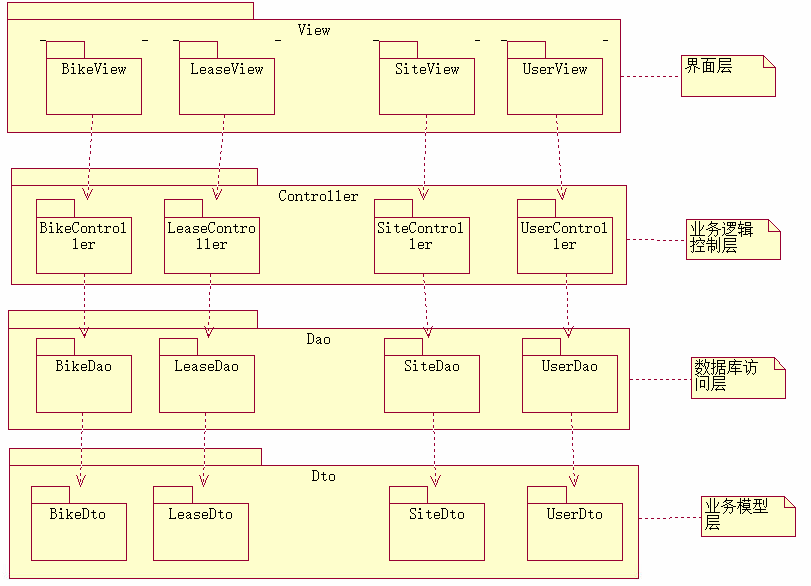 View
BikeView
LeaseView
SiteView
UserView
界面层
Controller
BikeControl
ler
LeaseContro
ller
SiteControl
ler
UserControl
ler
业务逻辑
控制层
Dao
BikeDao
LeaseDao
SiteDao
UserDao
数据库访
问层
Dto
BikeDto
LeaseDto
SiteDto
UserDto
业务模型
层